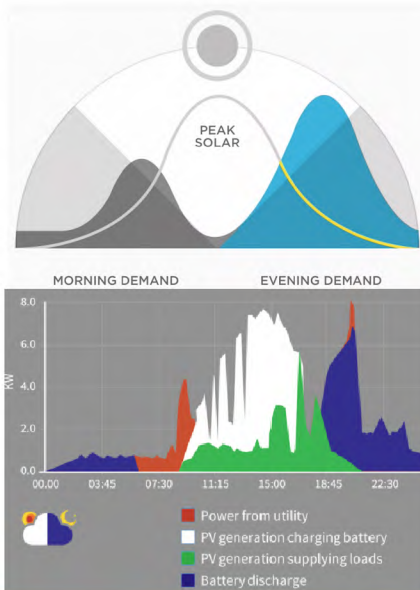 PEAK
SOLAR
MORNING DEMAND EVENING DEMAND
8.0
6.0
4.0
2.0
0.0
KW
00.00 03:45 07:30 11:15 15:00 18:45 22:30
Power from utility
PV generation charging battery
PV generation supplying loads
Battery discharge